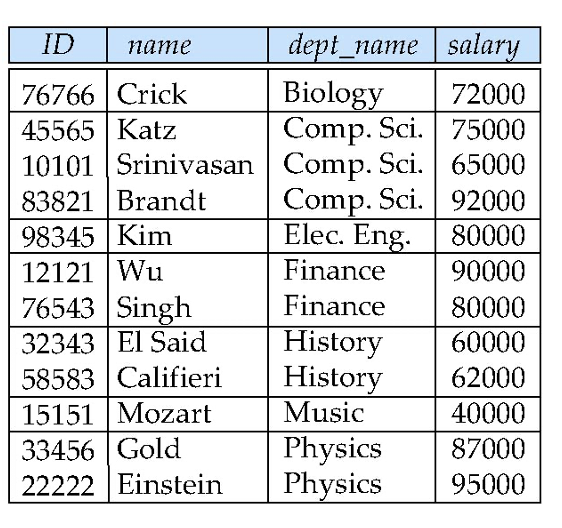 ID name dept_name salary
76766 Crick Biology 72000
45565 Katz Comp. Sci. 75000
10101 Srinivasan Comp. Sci. 65000
83821 Brandt Comp. Sci. 92000
98345 Kim Elec. Eng. 80000
12121 Wu Finance 90000
76543 Singh Finance 80000
32343 El Said History 60000
58583 Califieri History 62000
15151 Mozart Music 40000
33456 Gold Physics 87000
22222 Einstein Physics 95000